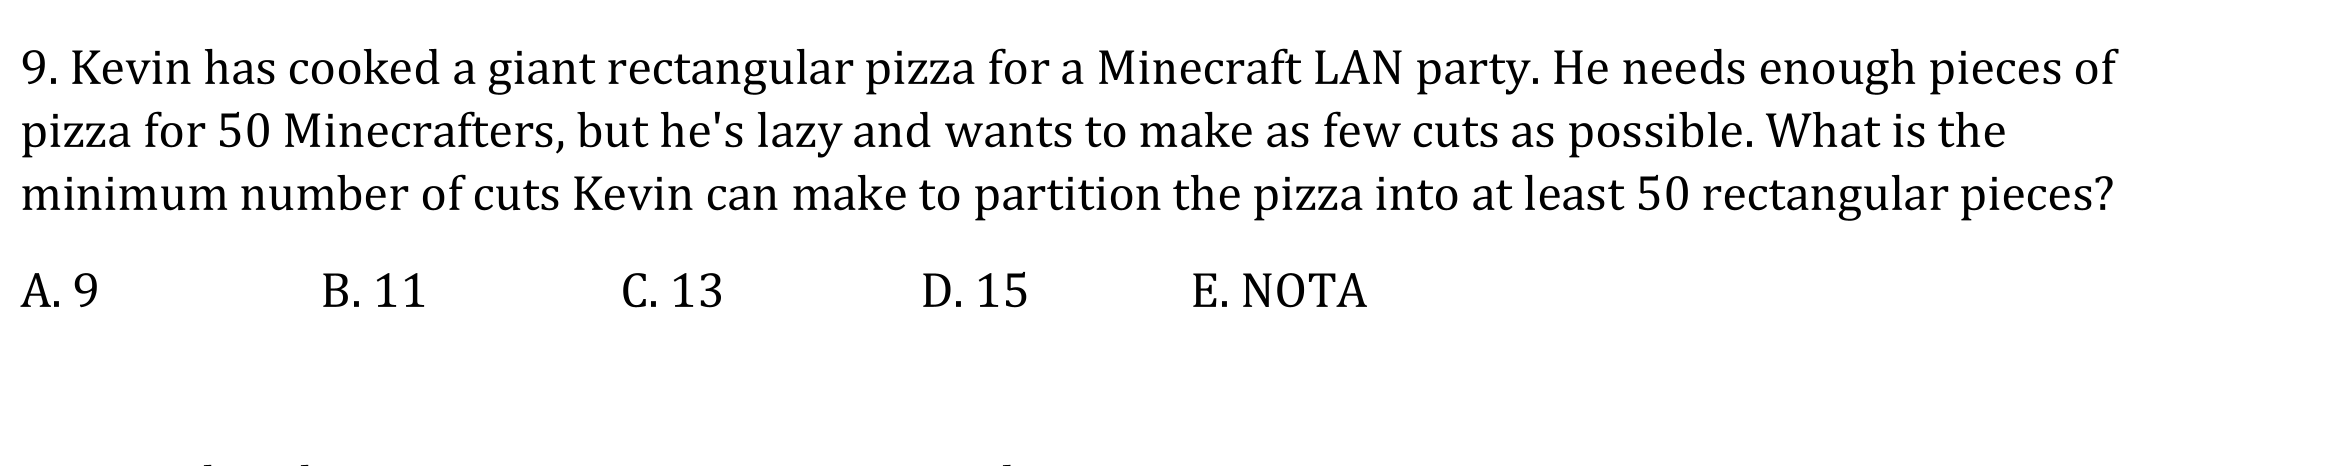 9. Kevin has cooked a giant rectangular pizza for a Minecraft LAN party. He needs enough pieces of
pizza for 50 Minecrafters, but he's lazy and wants to make as few cuts as possible. What is the
minimum number of cuts Kevin can make to partition the pizza into at least 50 rectangular pieces?
A. 9 B. 11 C. 13 D. 15 E. NOTA